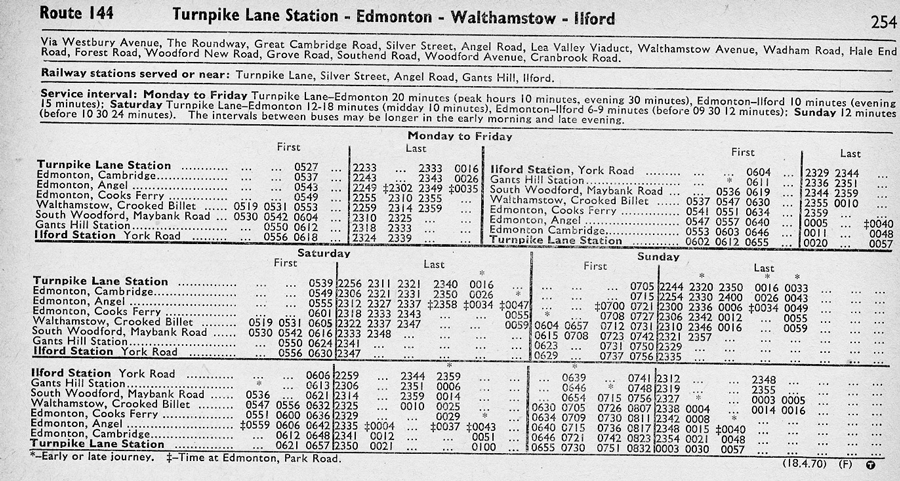 Route 144 Turnpike Lane Station - Edmonton - Walthamstow - Ilford 254
Via Westbury Avenue, The Roundway, Great Cambridge Road, Silver Street, Angel Road, Lea Valley Viaduct, Walthamstow Avenue, Wadham Road, Hale End
Road, Forest Road, Woodford New Road, Grove Road, Southend Road, Woodford Avenue, Cranbrook Road.
Railway stations served or near: Turnpike Lane, Silver Street, Angel Road, Gants Hill, Ilford.
Service interval: Monday to Friday Turnpike Lane–Edmonton 20 minutes (peak hours 10 minutes, evening 30 minutes), Edmonton–Ilford 10 minutes (evening
15 minutes); Saturday Turnpike Lane–Edmonton 12-18 minutes (midday 10 minutes), Edmonton–Ilford 6-9 minutes (before 09 30 12 minutes); Sunday 12 minutes
(before 10 30 24 minutes). The intervals between buses may be longer in the early morning and late evening.
Monday to Friday
First Last
Turnpike Lane Station ... ... 0527 2233 ... 2333 0016
Edmonton, Cambridge ... ... 0537 2243 ... 2343 0026
Edmonton, Angel ... ... 0543 2249 ‡2302 2349 ‡0035
Edmonton, Cooks Ferry ... ... 0549 2255 2310 2355 ...
Walthamstow, Crooked Billet 0519 0531 0553 2259 2314 2359 ...
South Woodford, Maybank Road 0530 0542 0604 2310 2325 ... ...
Gants Hill Station ... 0550 0612 2318 2333 ... ...
Ilford Station York Road ... 0556 0618 2324 2339 ... ...
First Last
Ilford Station, York Road ... ... 0604 2329 2344 ...
Gants Hill Station ... * 0611 2336 2351 ...
South Woodford, Maybank Road ... 0536 0619 2344 2359 ...
Walthamstow, Crooked Billet 0537 0547 0630 2355 0010 ...
Edmonton, Cooks Ferry 0541 0551 0634 2359 ... ...
Edmonton, Angel 0547 0557 0640 0005 ... ‡0040
Edmonton Cambridge 0553 0603 0646 0011 ... 0048
Turnpike Lane Station 0602 0612 0655 0020 ... 0057
Saturday
First Last
*
Turnpike Lane Station ... ... 0539 2256 2311 2321 2340 0016 ...
Edmonton, Cambridge ... ... 0549 2306 2321 2331 2350 0026 *
Edmonton, Angel ... ... 0555 2312 2327 2337 ‡2358 ‡0034 ‡0047
Edmonton, Cooks Ferry ... ... 0601 2318 2333 2343 ... ... 0055
Walthamstow, Crooked Billet 0519 0531 0605 2322 2337 2347 ... ... 0059
South Woodford, Maybank Road 0530 0542 0616 2333 2348 ... ... ... ...
Gants Hill Station ... 0550 0624 2341 ... ... ... ... ...
Ilford Station York Road ... 0556 0630 2347 ... ... ... ... ...
Sunday
First Last
* * *
... ... ... 0705 2244 2320 2350 0016 0033
... ... ... 0715 2254 2330 2400 0026 0043
... ... ‡0700 0721 2300 2336 0006 ‡0034 0049
* ... 0708 0727 2306 2342 0012 ... 0055
0604 0657 0712 0731 2310 2346 0016 ... 0059
0615 0708 0723 0742 2321 2357 ... ... ...
0623 ... 0731 0750 2329 ... ... ... ...
0629 ... 0737 0756 2335 ... ... ... ...
*
Ilford Station York Road ... ... 0606 2259 ... 2344 2359 ...
Gants Hill Station * ... 0613 2306 ... 2351 0006 ...
South Woodford, Maybank Road 0536 ... 0621 2314 ... 2359 0014 ...
Walthamstow, Crooked Billet 0547 0556 0632 2325 ... 0010 0025 ...
Edmonton, Cooks Ferry 0551 0600 0636 2329 ... ... 0029 *
Edmonton, Angel ‡0559 0606 0642 2335 ‡0004 ... ‡0037 ‡0043
Edmonton, Cambridge ... 0612 0648 2341 0012 ... ... 0051
Turnpike Lane Station ... 0621 0657 2350 0021 ... ... 0100
*
... 0639 ... 0741 2312 ... ... 2348 ...
... 0646 * 0748 2319 ... ... 2355 ...
... 0654 0715 0756 2327 * ... 0003 0005
0630 0705 0726 0807 2338 0004 ... 0014 0016
0634 0709 0730 0811 2342 0008 * ... ...
0640 0715 0736 0817 2348 0015 ‡0040 ... ...
0646 0721 0742 0823 2354 0021 0048 ... ...
0655 0730 0751 0832 0003 0030 0057 ... ...
*–Early or late journey. ‡–Time at Edmonton, Park Road. (18.4.70) (F) T